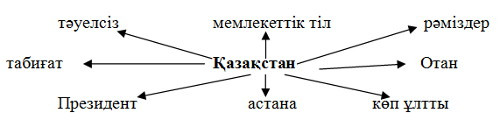 тәуелсіз мемлекеттік тіл рәміздер
табиғат Қазақстан Отан
Президент астана көп ұлтты